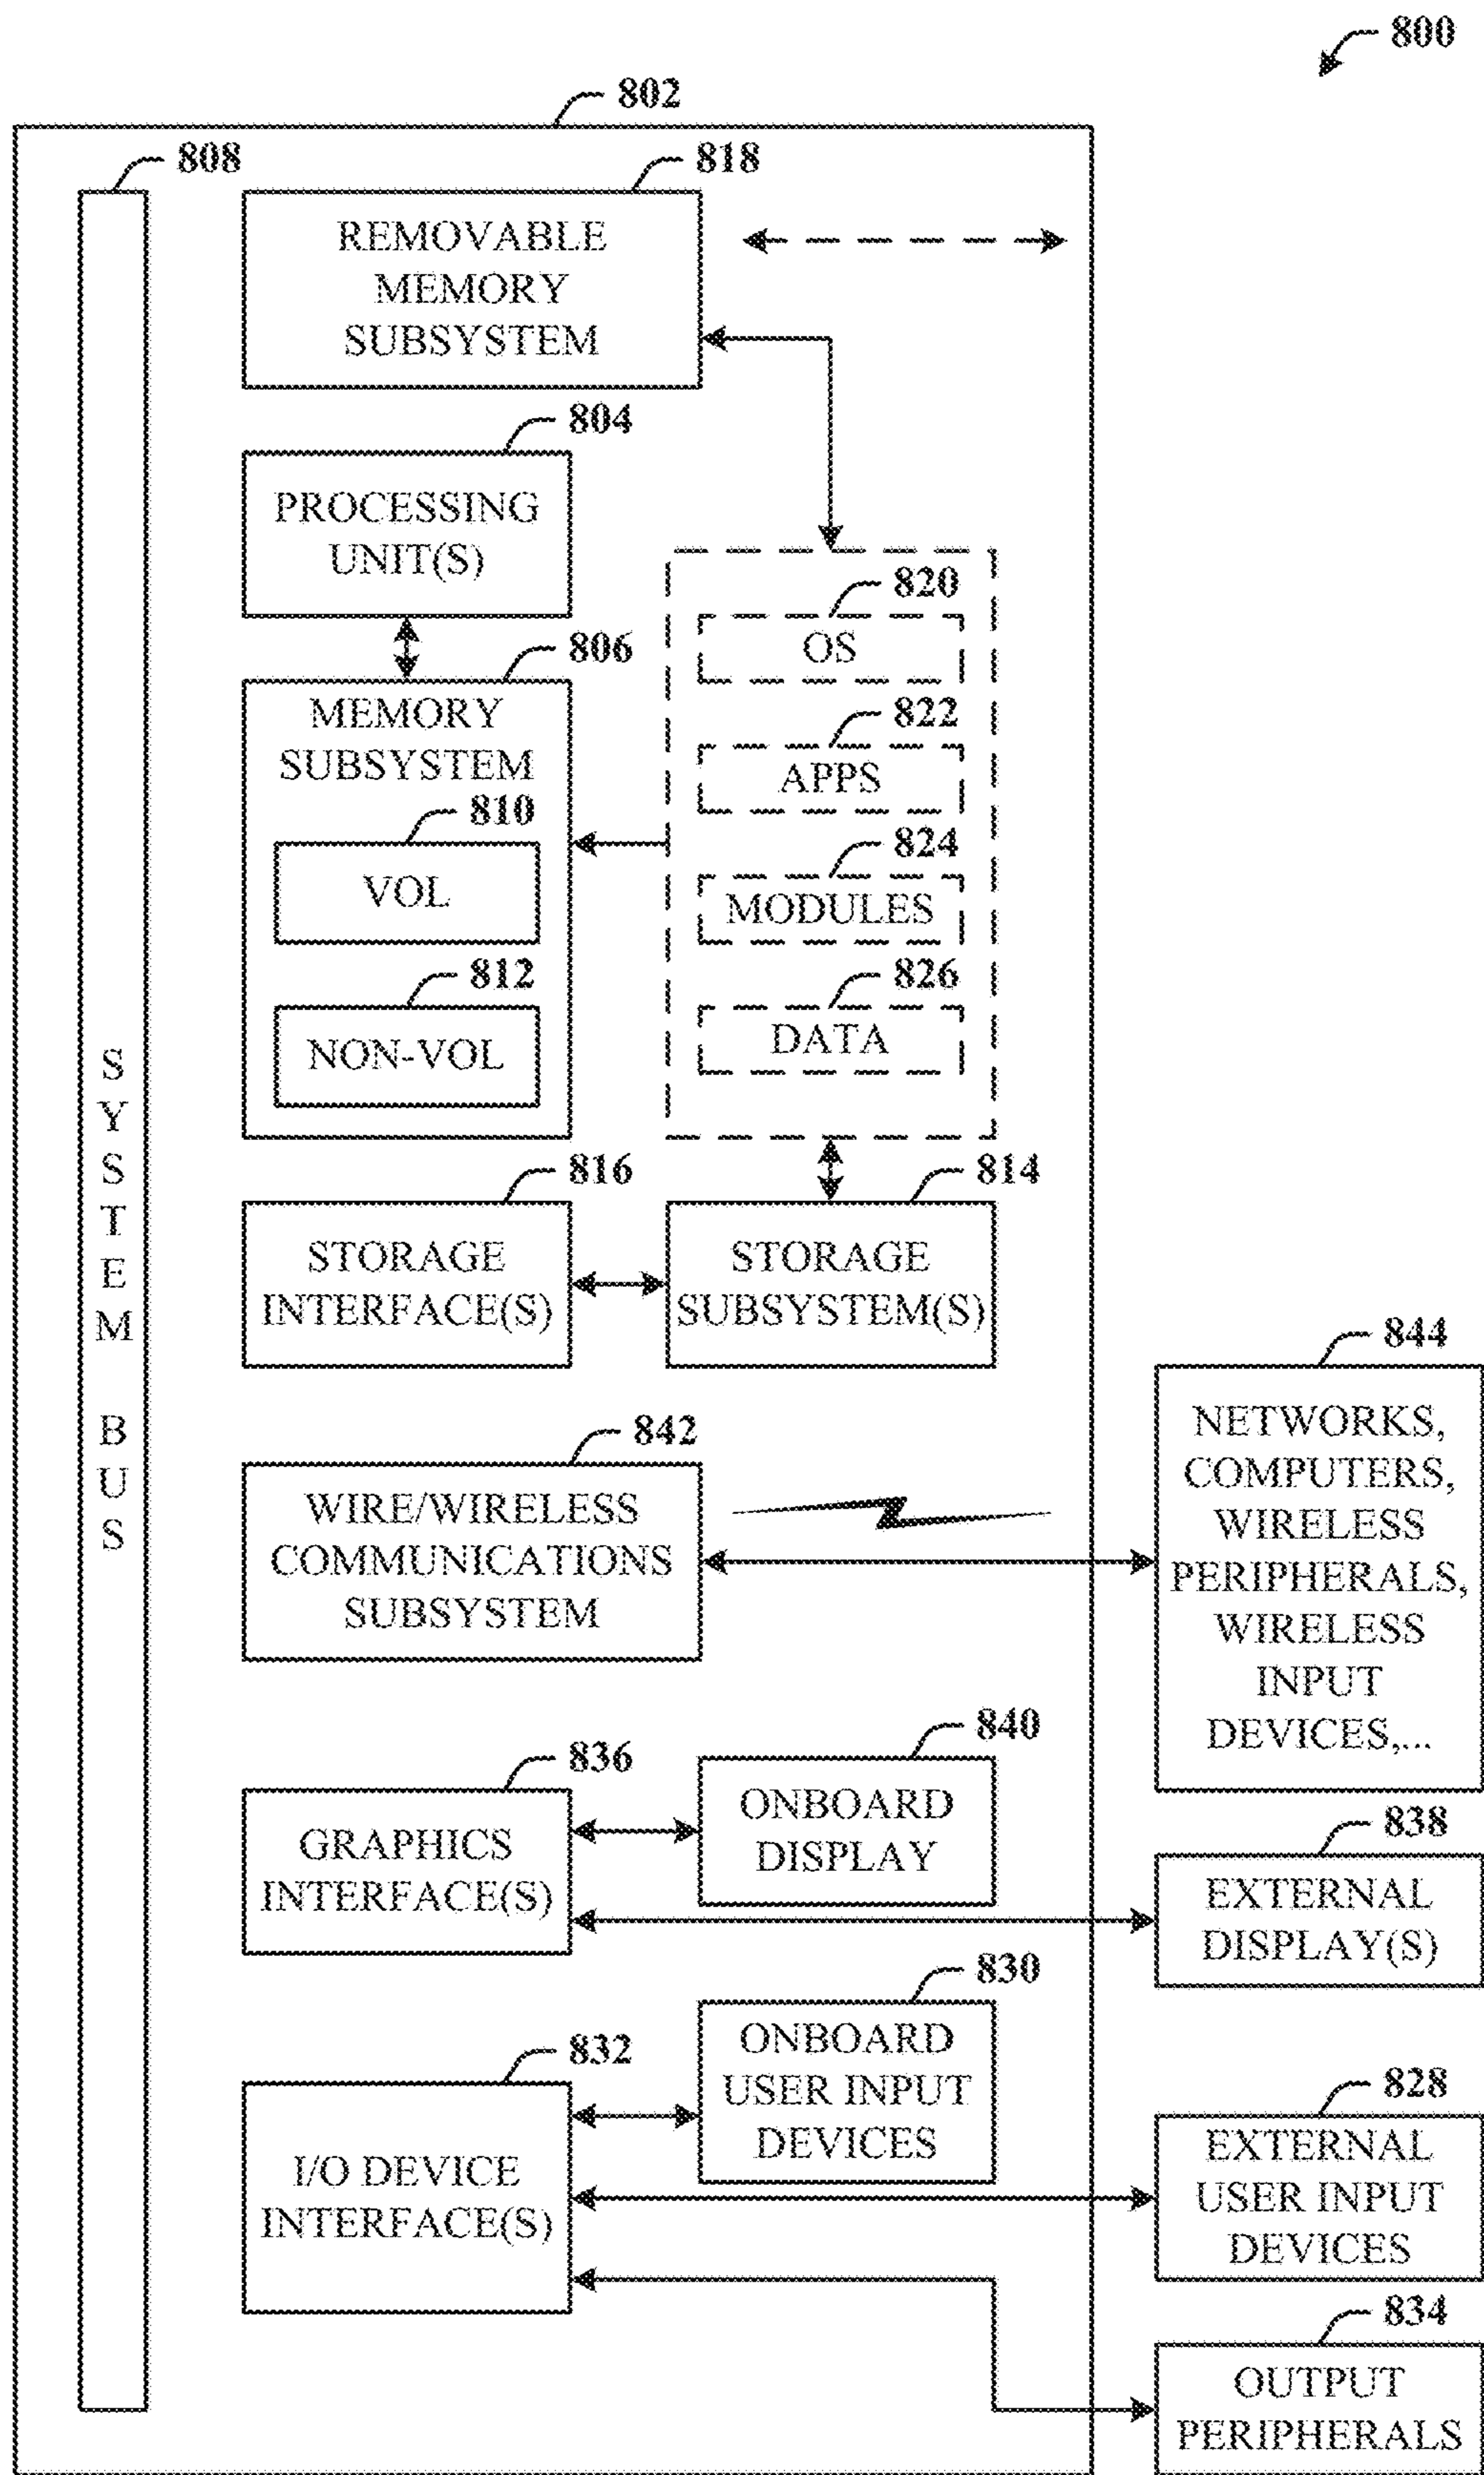 800
802
808
818
REMOVABLE
MEMORY
SUBSYSTEM
804
PROCESSING
UNIT(S)
806
MEMORY
SUBSYSTEM
810
VOL
812
NON-VOL
820
OS
822
APPS
824
MODULES
826
DATA
816
STORAGE
INTERFACE(S)
814
STORAGE
SUBSYSTEM(S)
SYSTEM BUS
842
WIRE/WIRELESS
COMMUNICATIONS
SUBSYSTEM
844
NETWORKS,
COMPUTERS,
WIRELESS
PERIPHERALS,
WIRELESS
INPUT
DEVICES,...
836
GRAPHICS
INTERFACE(S)
840
ONBOARD
DISPLAY
838
EXTERNAL
DISPLAY(S)
832
I/O DEVICE
INTERFACE(S)
830
ONBOARD
USER INPUT
DEVICES
828
EXTERNAL
USER INPUT
DEVICES
834
OUTPUT
PERIPHERALS